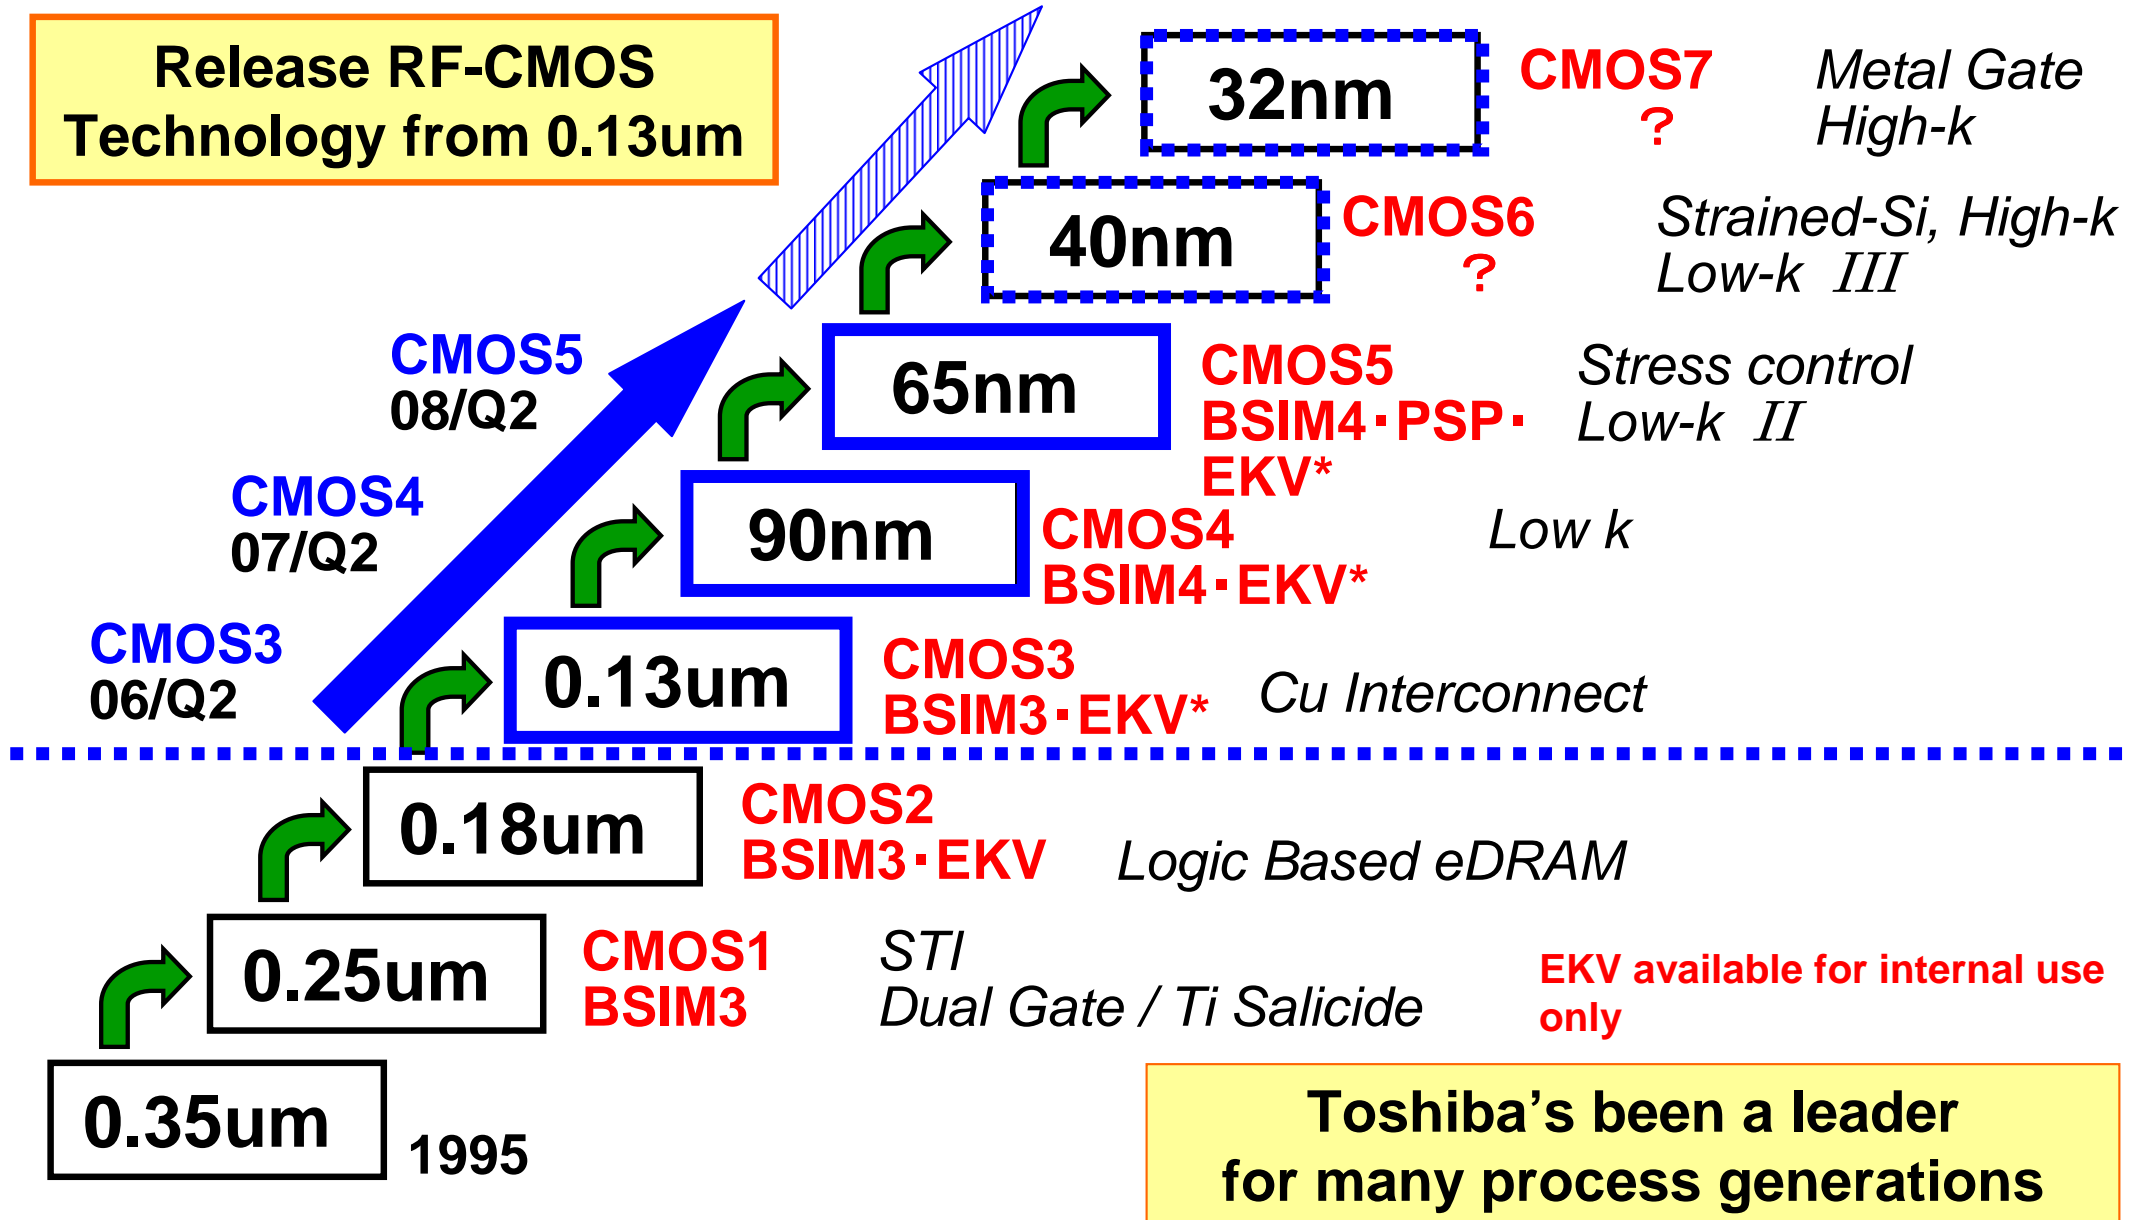 Release RF-CMOS
Technology from 0.13um
32nm
CMOS7
?
Metal Gate
High-k
40nm
CMOS6
?
Strained-Si, High-k
Low-k III
CMOS5
08/Q2
65nm
CMOS5
BSIM4・PSP・
EKV*
Stress control
Low-k II
CMOS4
07/Q2
90nm
CMOS4
BSIM4・EKV*
Low k
CMOS3
06/Q2
0.13um
CMOS3
BSIM3・EKV*
Cu Interconnect
0.18um
CMOS2
BSIM3・EKV
Logic Based eDRAM
0.25um
CMOS1
BSIM3
STI
Dual Gate / Ti Salicide
EKV available for internal use
only
0.35um
1995
Toshiba’s been a leader
for many process generations